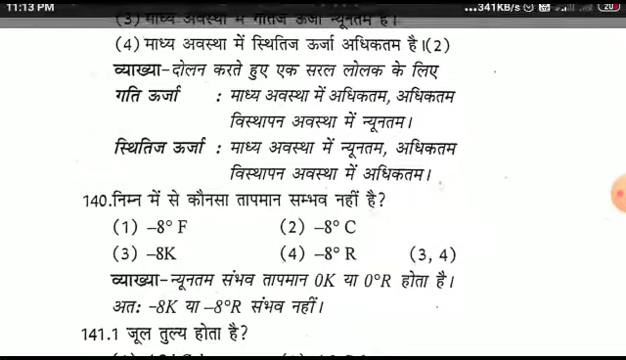 11:13 PM ...341KB/s 20
(3) माध्य अवस्था में गतिज ऊर्जा न्यूनतम है।
(4) माध्य अवस्था में स्थितिज ऊर्जा अधिकतम है।(2)
व्याख्या–दोलन करते हुए एक सरल लोलक के लिए
गति ऊर्जा : माध्य अवस्था में अधिकतम, अधिकतम
विस्थापन अवस्था में न्यूनतम।
स्थितिज ऊर्जा : माध्य अवस्था में न्यूनतम, अधिकतम
विस्थापन अवस्था में अधिकतम।
140.निम्न में से कौनसा तापमान सम्भव नहीं है?
(1) –8° F (2) –8° C
(3) –8K (4) –8° R (3, 4)
व्याख्या–न्यूनतम संभव तापमान 0K या 0°R होता है।
अतः -8K या –8°R संभव नहीं।
141.1 जूल तुल्य होता है?